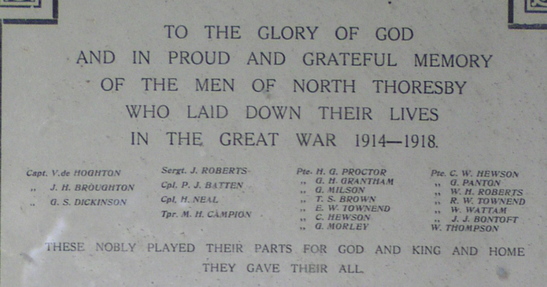 TO THE GLORY OF GOD
AND IN PROUD AND GRATEFUL MEMORY
OF THE MEN OF NORTH THORESBY
WHO LAID DOWN THEIR LIVES
IN THE GREAT WAR 1914—1918.
Capt. V. de HOGHTON
„ J. H. BROUGHTON
„ G. S. DICKINSON
Sergt. J. ROBERTS
Cpl. P. J. BATTEN
Cpl. H. NEAL
Tpr. M. H. CAMPION
Pte. H. G. PROCTOR
„ G. H. GRANTHAM
„ G. MILSON
„ T. S. BROWN
„ E. W. TOWNEND
„ C. HEWSON
„ G. MORLEY
Pte. C. W. HEWSON
„ G. PANTON
„ W. H. ROBERTS
„ R. W. TOWNEND
„ W. WATTAM
„ J. J. BONTOFT
W. THOMPSON
THESE NOBLY PLAYED THEIR PARTS FOR GOD AND KING AND HOME
THEY GAVE THEIR ALL.